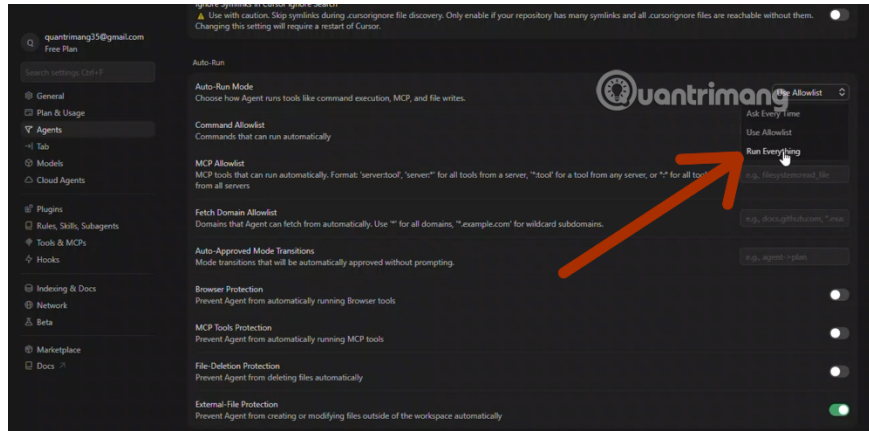 Ignore Symlinks in Cursor Ignore Search
Use with caution. Skip symlinks during .cursorignore file discovery. Only enable if your repository has many symlinks and all .cursorignore files are reachable without them.
Changing this setting will require a restart of Cursor.
Q
quantrimang35@gmail.com
Free Plan
Search settings Ctrl+F
General
Plan & Usage
Agents
Tab
Models
Cloud Agents
Plugins
Rules, Skills, Subagents
Tools & MCPs
Hooks
Indexing & Docs
Network
Beta
Marketplace
Docs
Auto-Run
Auto-Run Mode
Choose how Agent runs tools like command execution, MCP, and file writes.
Use Allowlist
Quantrimang
Ask Every Time
Use Allowlist
Run Everything
Command Allowlist
Commands that can run automatically
MCP Allowlist
MCP tools that can run automatically. Format: 'server:tool', 'server:*' for all tools from a server, '*:tool' for a tool from any server, or '*:*' for all tools
from all servers
e.g., filesystem:read_file
Fetch Domain Allowlist
Domains that Agent can fetch from automatically. Use '*' for all domains, '*.example.com' for wildcard subdomains.
e.g., docs.github.com, *.exar
Auto-Approved Mode Transitions
Mode transitions that will be automatically approved without prompting.
e.g., agent->plan
Browser Protection
Prevent Agent from automatically running Browser tools
MCP Tools Protection
Prevent Agent from automatically running MCP tools
File-Deletion Protection
Prevent Agent from deleting files automatically
External-File Protection
Prevent Agent from creating or modifying files outside of the workspace automatically